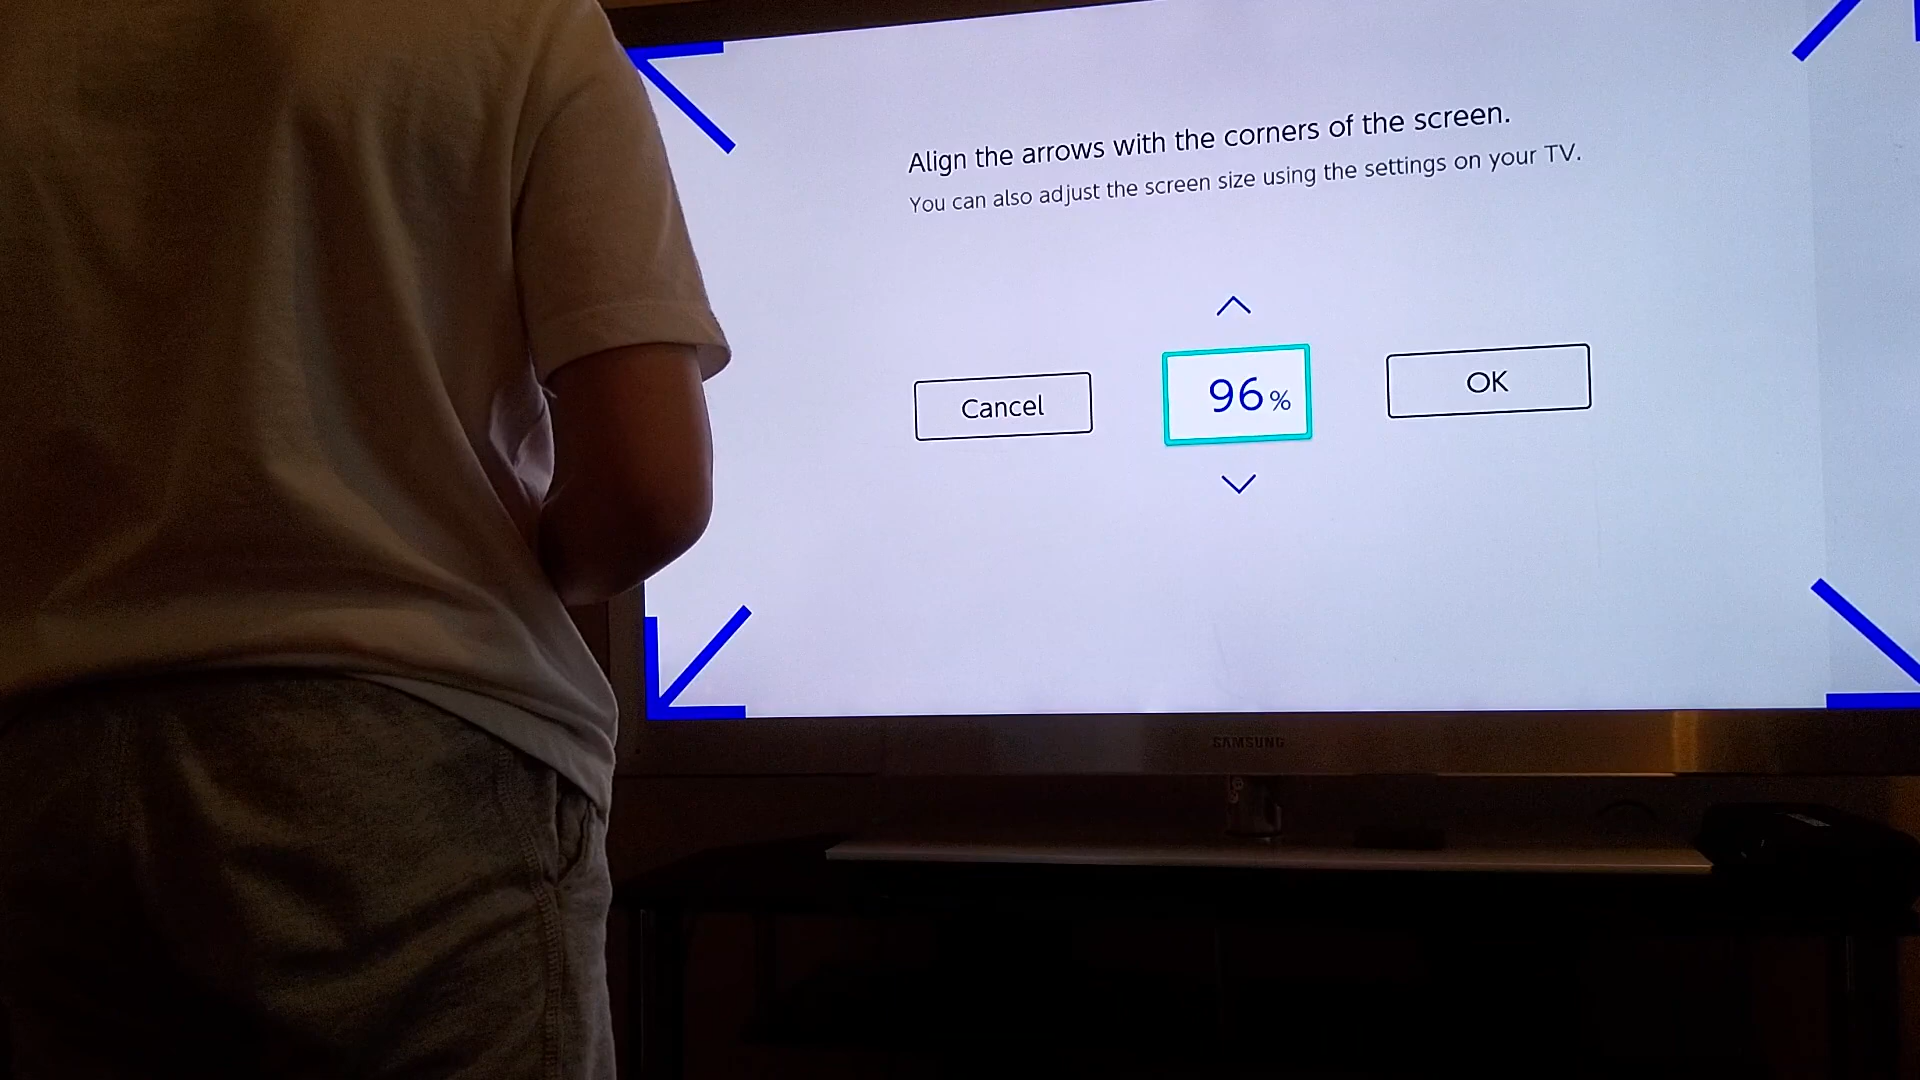 Align the arrows with the corners of the screen.
You can also adjust the screen size using the settings on your TV.
Cancel
96%
OK
SAMSUNG